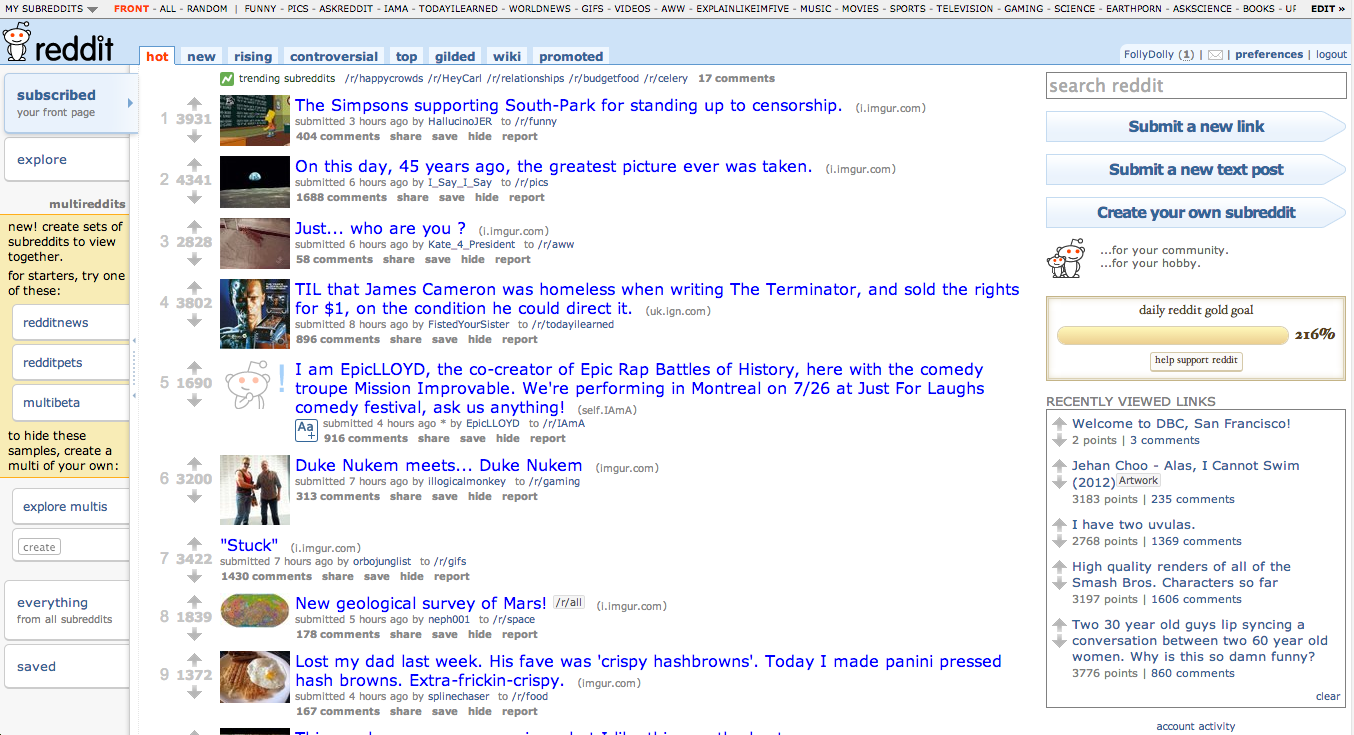 MY SUBREDDITS FRONT - ALL - RANDOM | FUNNY - PICS - ASKREDDIT - IAMA - TODAYILEARNED - WORLDNEWS - GIFS - VIDEOS - AWW - EXPLAINLIKEIMFIVE - MUSIC - MOVIES - SPORTS - TELEVISION - GAMING - SCIENCE - EARTHPORN - ASKSCIENCE - BOOKS - UP EDIT »
reddit hot new rising controversial top gilded wiki promoted
FollyDolly (1) | preferences | logout
subscribed
your front page
explore
multireddits
new! create sets of
subreddits to view
together.
for starters, try one
of these:
redditnews
redditpets
multibeta
to hide these
samples, create a
multi of your own:
explore multis
create
everything
from all subreddits
saved
trending subreddits /r/happycrowds /r/HeyCarl /r/relationships /r/budgetfood /r/celery 17 comments
1 3931 The Simpsons supporting South-Park for standing up to censorship. (i.imgur.com)
submitted 3 hours ago by HallucinoJER to /r/funny
404 comments share save hide report
2 4341 On this day, 45 years ago, the greatest picture ever was taken. (i.imgur.com)
submitted 6 hours ago by I_Say_I_Say to /r/pics
1688 comments share save hide report
3 2828 Just... who are you ? (i.imgur.com)
submitted 6 hours ago by Kate_4_President to /r/aww
58 comments share save hide report
4 3802 TIL that James Cameron was homeless when writing The Terminator, and sold the rights
for $1, on the condition he could direct it. (uk.ign.com)
submitted 8 hours ago by FistedYourSister to /r/todayilearned
896 comments share save hide report
5 1690 I am EpicLLOYD, the co-creator of Epic Rap Battles of History, here with the comedy
troupe Mission Improvable. We're performing in Montreal on 7/26 at Just For Laughs
comedy festival, ask us anything! (self.IAmA)
Aa+ submitted 4 hours ago * by EpicLLOYD to /r/IAmA
916 comments share save hide report
6 3200 Duke Nukem meets... Duke Nukem (imgur.com)
submitted 7 hours ago by illogicalmonkey to /r/gaming
313 comments share save hide report
7 3422 "Stuck" (i.imgur.com)
submitted 7 hours ago by orbojunglist to /r/gifs
1430 comments share save hide report
8 1839 New geological survey of Mars! /r/all (i.imgur.com)
submitted 5 hours ago by neph001 to /r/space
178 comments share save hide report
9 1372 Lost my dad last week. His fave was 'crispy hashbrowns'. Today I made panini pressed
hash browns. Extra-frickin-crispy. (imgur.com)
submitted 4 hours ago by splinechaser to /r/food
167 comments share save hide report
search reddit
Submit a new link
Submit a new text post
Create your own subreddit
...for your community.
...for your hobby.
daily reddit gold goal
216%
help support reddit
RECENTLY VIEWED LINKS
Welcome to DBC, San Francisco!
2 points | 3 comments
Jehan Choo - Alas, I Cannot Swim
(2012) Artwork
3183 points | 235 comments
I have two uvulas.
2768 points | 1369 comments
High quality renders of all of the
Smash Bros. Characters so far
3197 points | 1606 comments
Two 30 year old guys lip syncing a
conversation between two 60 year old
women. Why is this so damn funny?
3776 points | 860 comments
clear
account activity